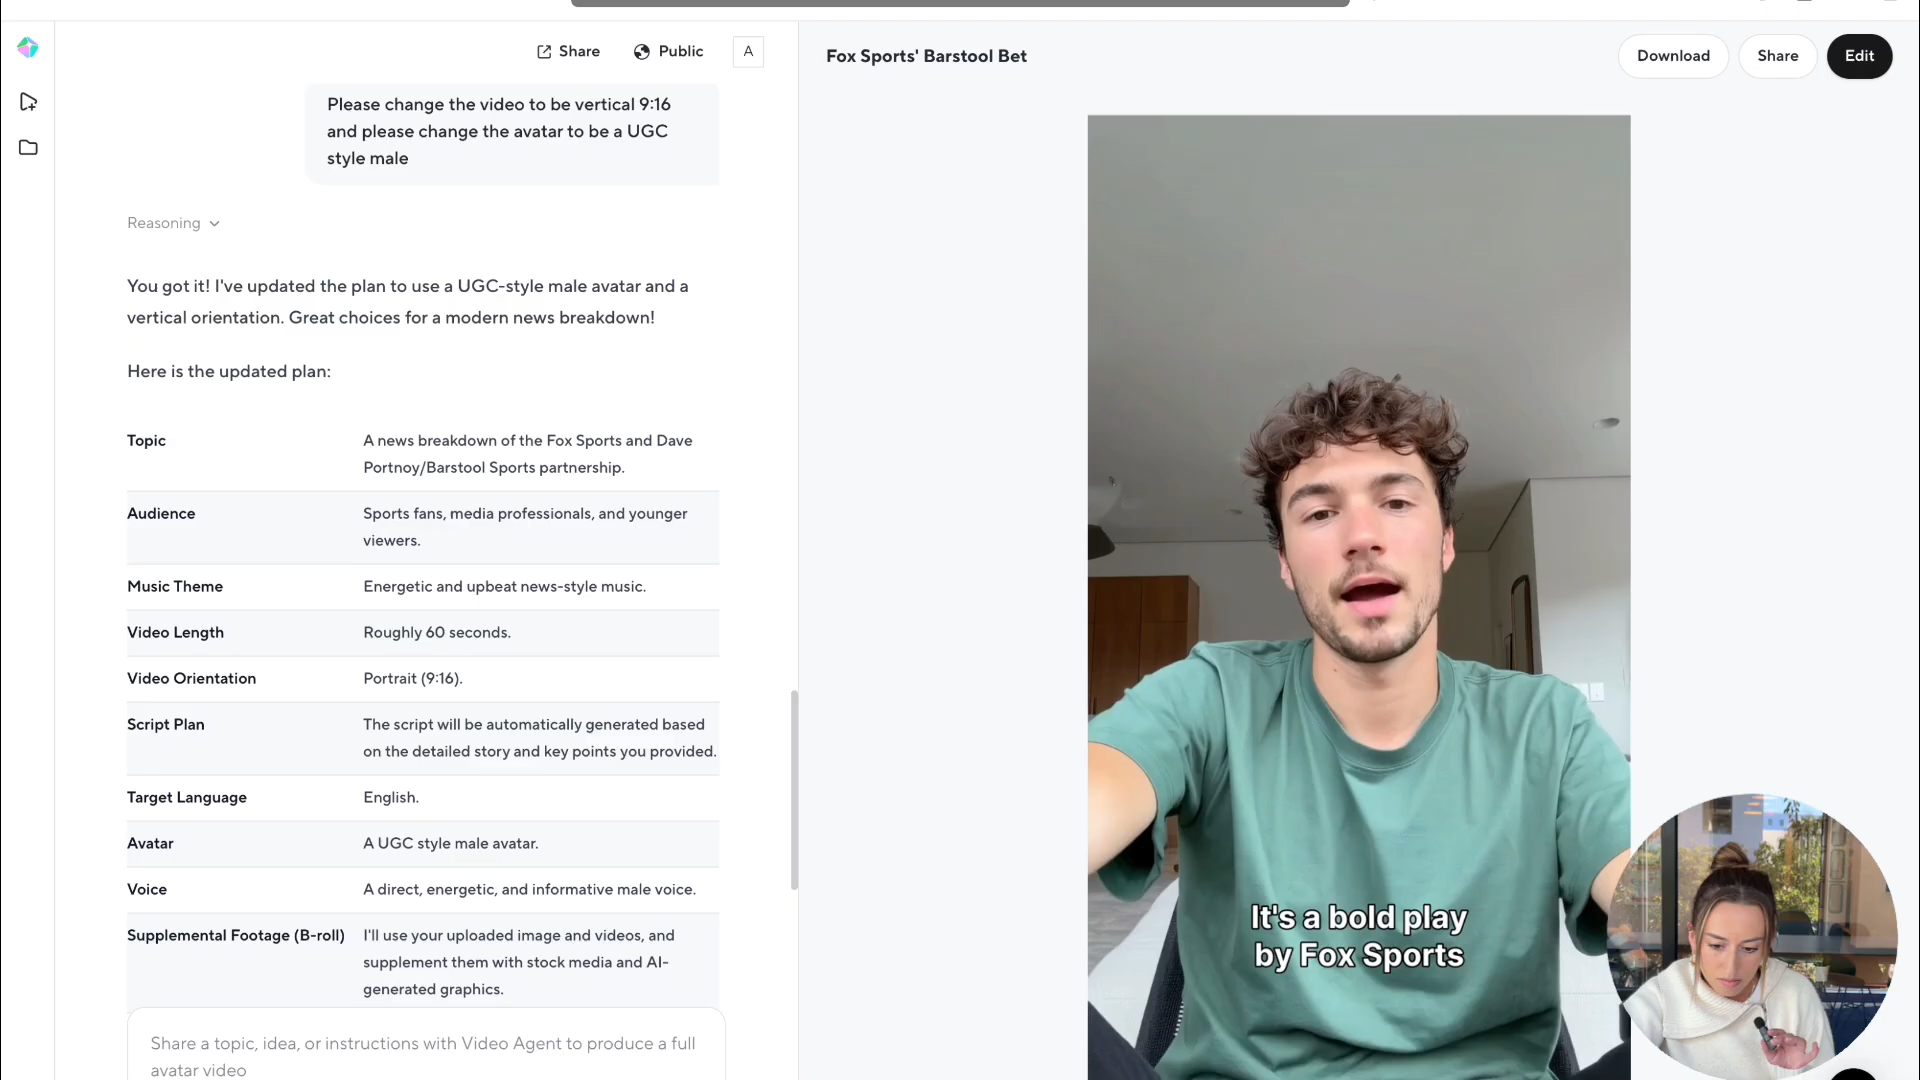 Share
Public
A
Please change the video to be vertical 9:16
and please change the avatar to be a UGC
style male
Reasoning
You got it! I've updated the plan to use a UGC-style male avatar and a
vertical orientation. Great choices for a modern news breakdown!
Here is the updated plan:
Topic
A news breakdown of the Fox Sports and Dave
Portnoy/Barstool Sports partnership.
Audience
Sports fans, media professionals, and younger
viewers.
Music Theme
Energetic and upbeat news-style music.
Video Length
Roughly 60 seconds.
Video Orientation
Portrait (9:16).
Script Plan
The script will be automatically generated based
on the detailed story and key points you provided.
Target Language
English.
Avatar
A UGC style male avatar.
Voice
A direct, energetic, and informative male voice.
Supplemental Footage (B-roll)
I'll use your uploaded image and videos, and
supplement them with stock media and AI-
generated graphics.
Share a topic, idea, or instructions with Video Agent to produce a full
avatar video
Fox Sports' Barstool Bet
Download
Share
Edit
It's a bold play
by Fox Sports